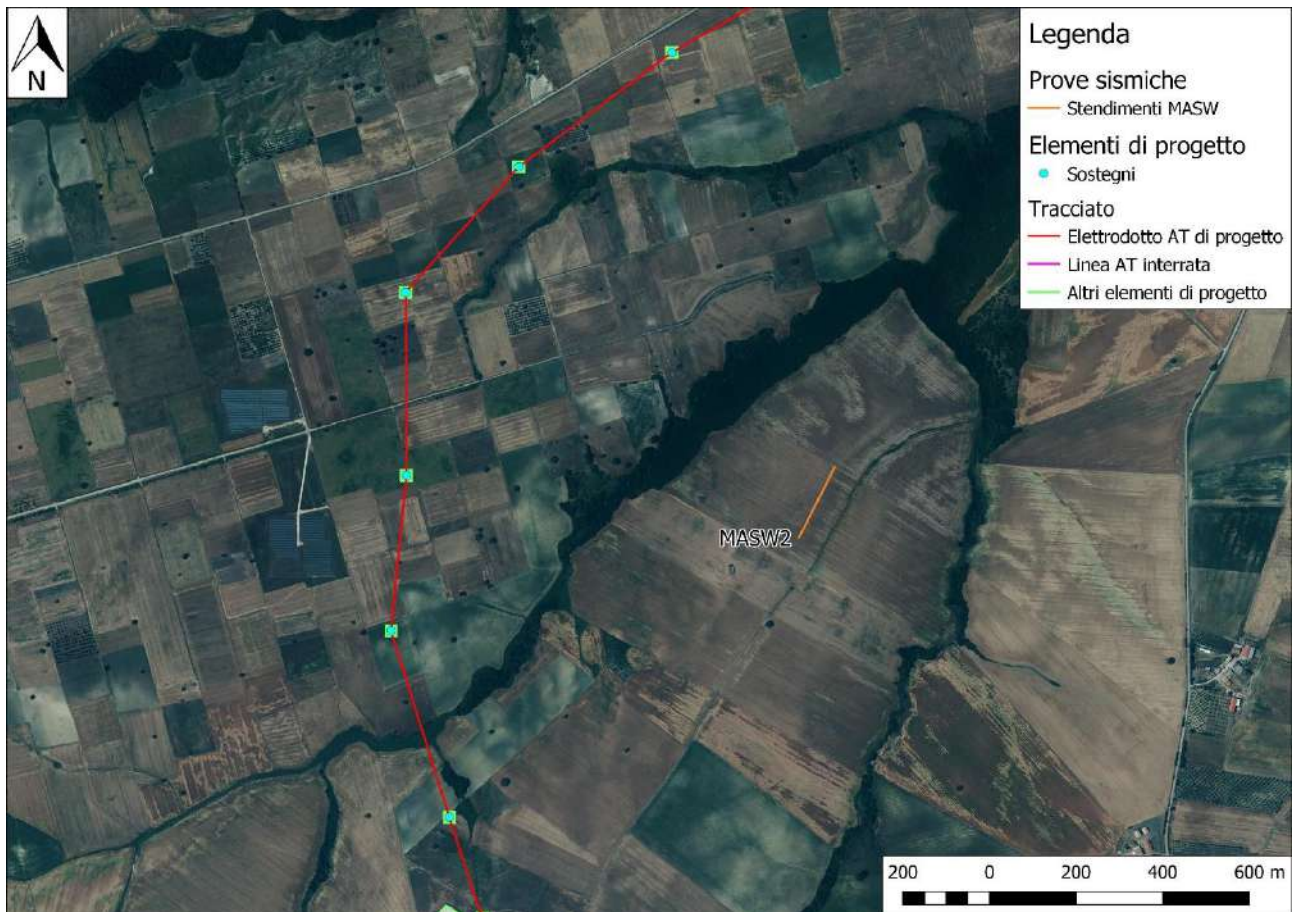 N
Legenda
Prove sismiche
Stendimenti MASW
Elementi di progetto
Sostegni
Tracciato
Elettrodotto AT di progetto
Linea AT interrata
Altri elementi di progetto
MASW2
200 0 200 400 600 m